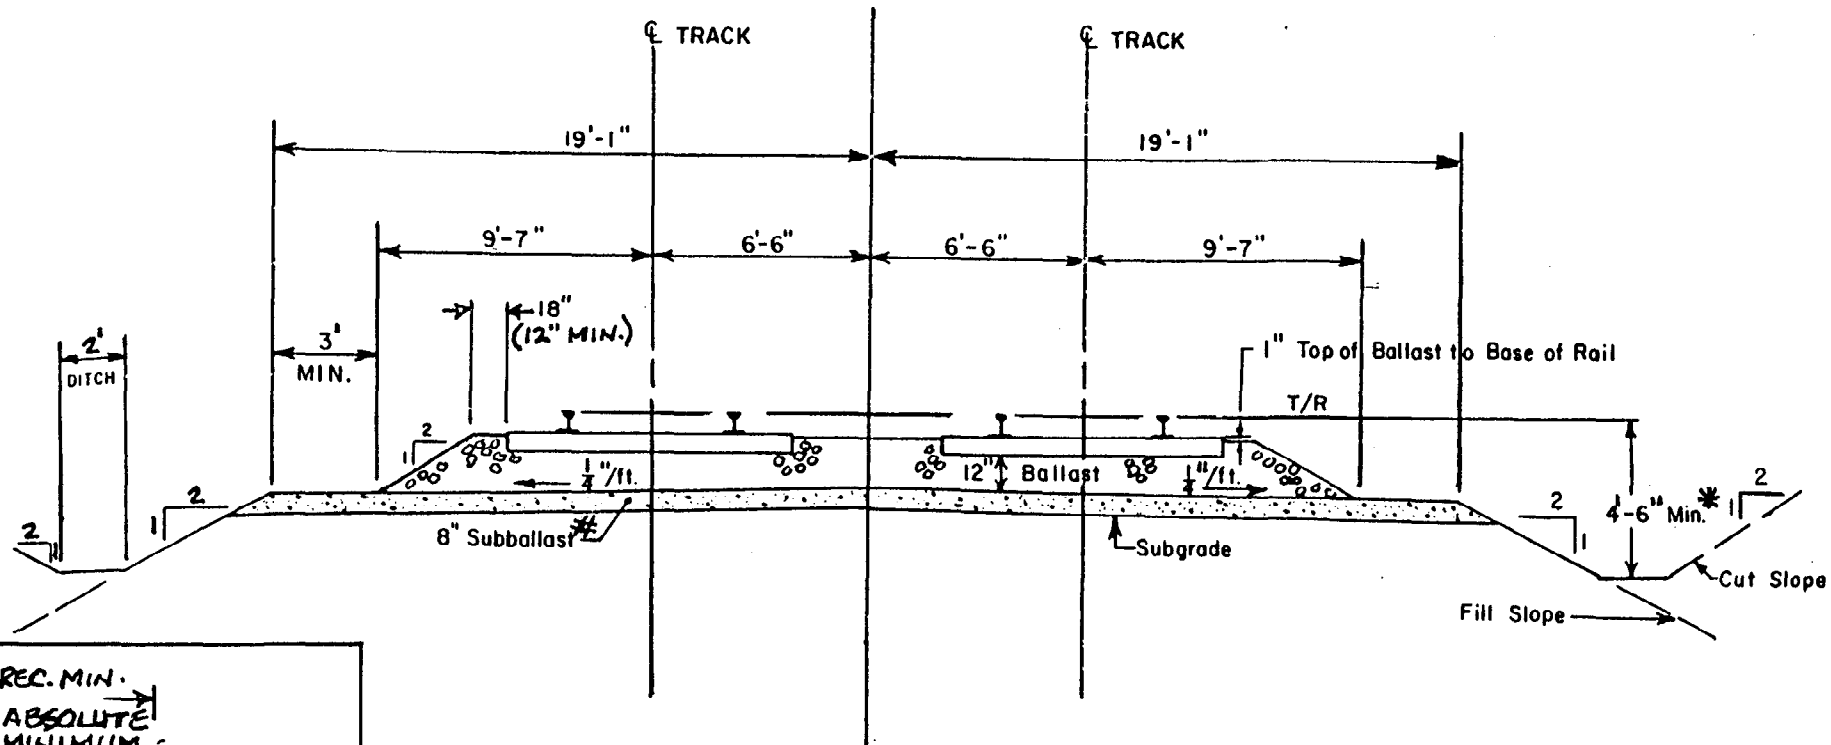 ℄ TRACK
℄ TRACK
19'-1"
19'-1"
9'-7"
6'-6"
6'-6"
9'-7"
18"
(12" MIN.)
2'
DITCH
3'
MIN.
1" Top of Ballast to Base of Rail
T/R
2
1
12" Ballast
1/4"/ft.
1/4"/ft.
2
1
2
1
8" Subballast
Subgrade
2
1
4'-6" Min.*
2
1
Cut Slope
Fill Slope
REC. MIN.
ABSOLUTE
MINIMUM